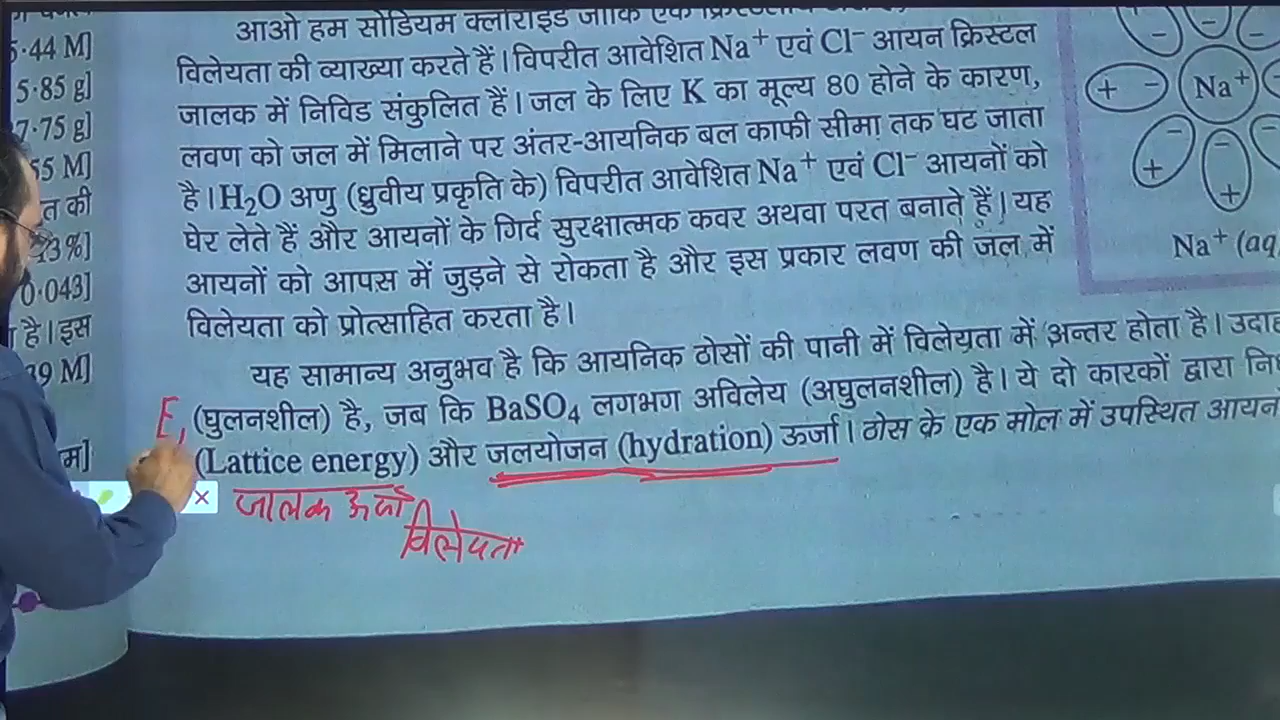 5·44 M]
5·85 g]
7·75 g]
55 M]
त की
23%]
0·043]
है। इस
39 M]
म]
आओ हम सोडियम क्लोराइड जोकि एक
विलेयता की व्याख्या करते हैं। विपरीत आवेशित Na⁺ एवं Cl⁻ आयन क्रिस्टल
जालक में निविड संकुलित हैं। जल के लिए K का मूल्य 80 होने के कारण,
लवण को जल में मिलाने पर अंतर-आयनिक बल काफी सीमा तक घट जाता
है। H₂O अणु (ध्रुवीय प्रकृति के) विपरीत आवेशित Na⁺ एवं Cl⁻ आयनों को
घेर लेते हैं और आयनों के गिर्द सुरक्षात्मक कवर अथवा परत बनाते हैं। यह
आयनों को आपस में जुड़ने से रोकता है और इस प्रकार लवण की जल में
विलेयता को प्रोत्साहित करता है।
यह सामान्य अनुभव है कि आयनिक ठोसों की पानी में विलेयता में अन्तर होता है। उदाह
(घुलनशील) है, जब कि BaSO₄ लगभग अविलेय (अघुलनशील) है। ये दो कारकों द्वारा निध
(Lattice energy) और जलयोजन (hydration) ऊर्जा। ठोस के एक मोल में उपस्थित आयन
जालक ऊर्जा
विलेयता
+ −
Na⁺
Na⁺ (aq